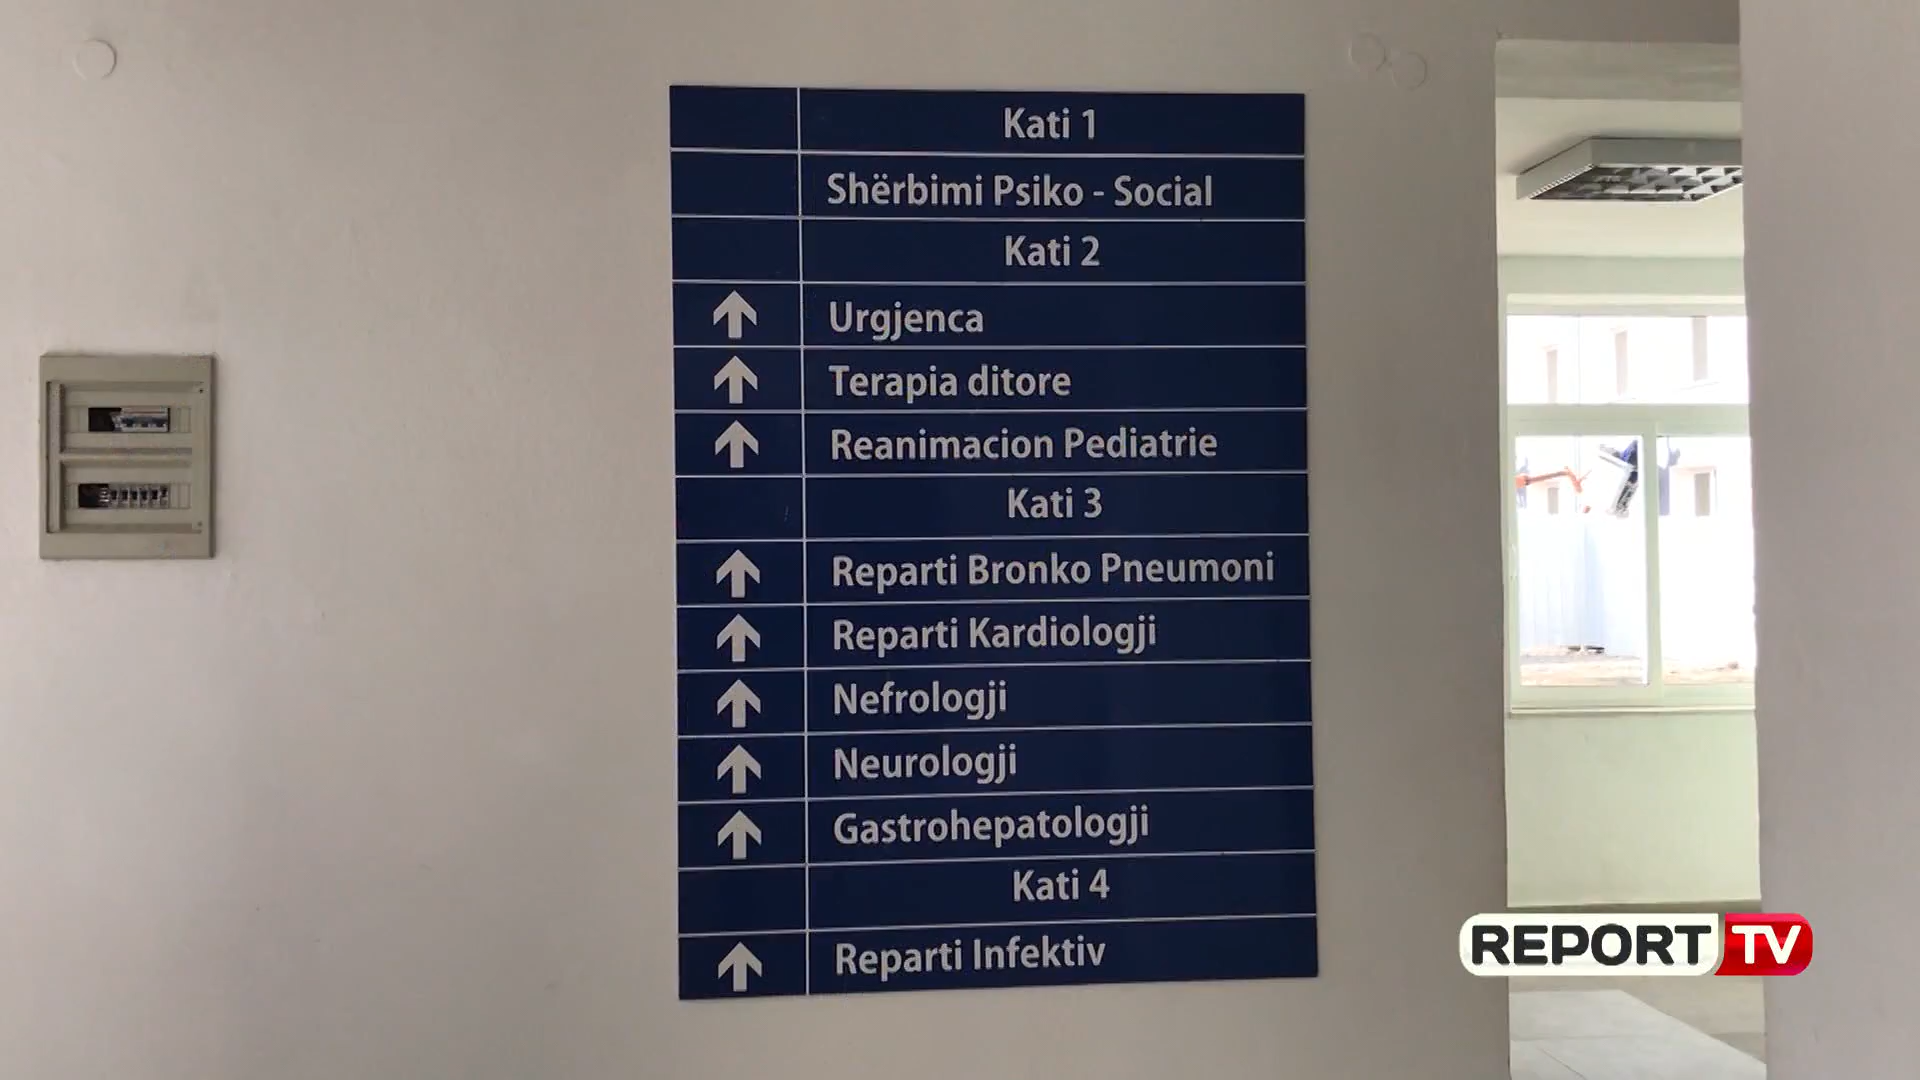 Kati 1
Shërbimi Psiko - Social
Kati 2
Urgjenca
Terapia ditore
Reanimacion Pediatrie
Kati 3
Reparti Bronko Pneumoni
Reparti Kardiologji
Nefrologji
Neurologji
Gastrohepatologji
Kati 4
Reparti Infektiv
REPORT TV